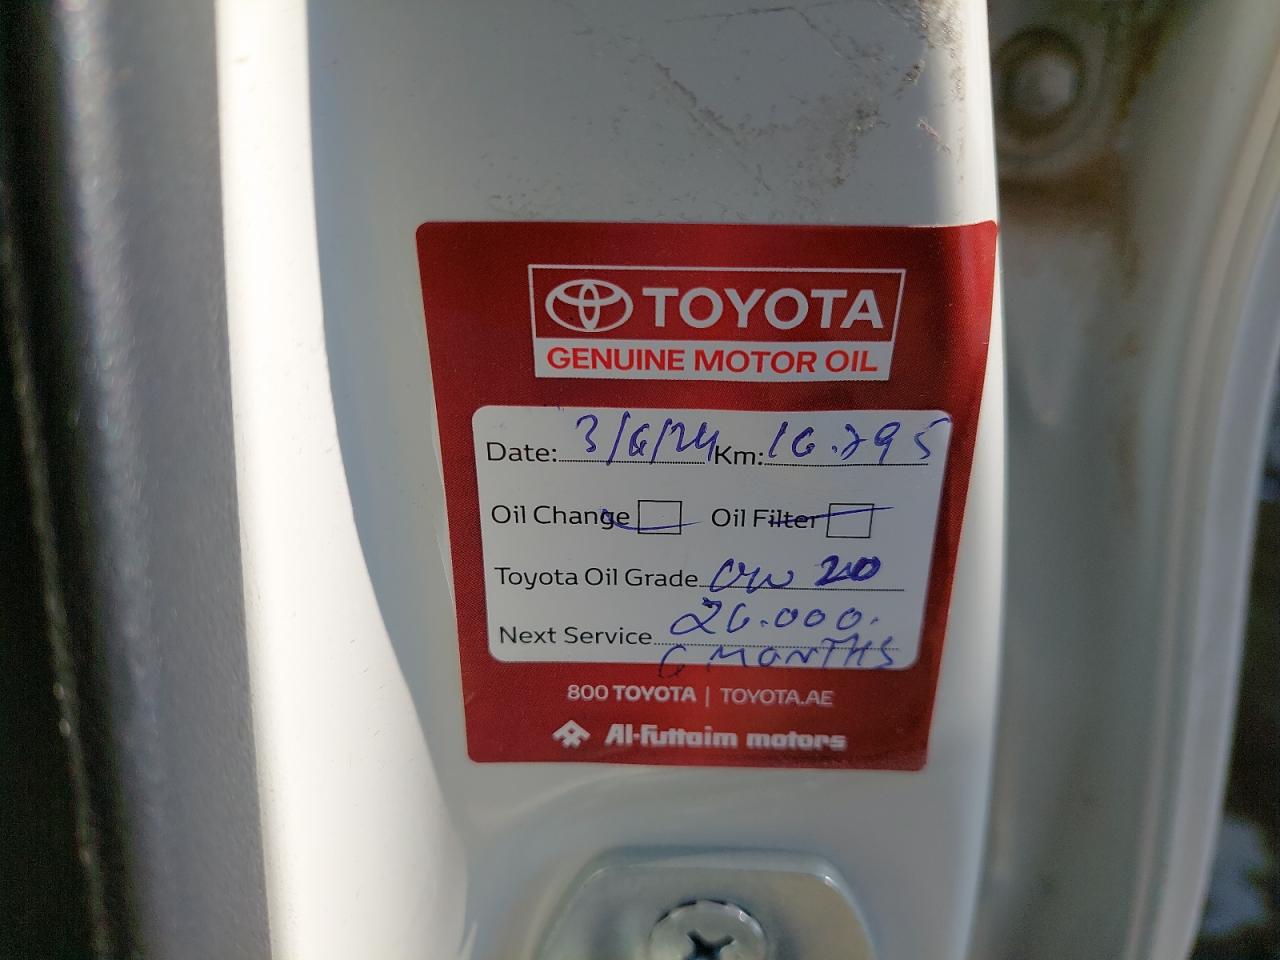 TOYOTA
GENUINE MOTOR OIL
Date: 3/6/24 Km: 16.295
Oil Change Oil Filter
Toyota Oil Grade 0W 20
Next Service 26.000.
6 MONTHS
800 TOYOTA | TOYOTA.AE
Al-Futtaim motors